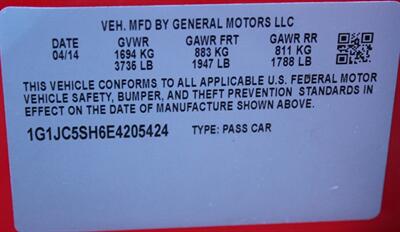 VEH. MFD BY GENERAL MOTORS LLC
DATE GVWR GAWR FRT GAWR RR
04/14 1694 KG 883 KG 811 KG
3735 LB 1947 LB 1788 LB
THIS VEHICLE CONFORMS TO ALL APPLICABLE U.S. FEDERAL MOTOR
VEHICLE SAFETY, BUMPER, AND THEFT PREVENTION STANDARDS IN
EFFECT ON THE DATE OF MANUFACTURE SHOWN ABOVE.
1G1JC5SH6E4205424 TYPE: PASS CAR